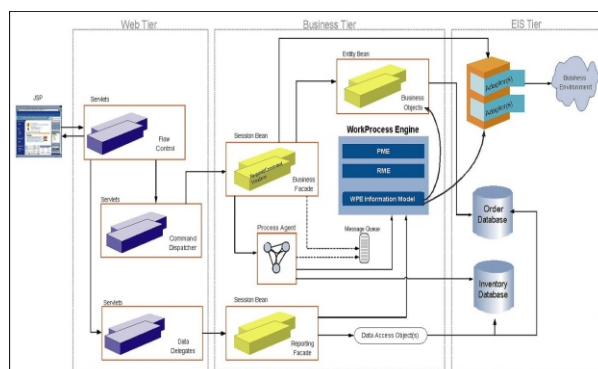 Web Tier
Business Tier
EIS Tier
JSP
Servlets
Flow
Control
Servlets
Command
Dispatcher
Servlets
Data
Delegates
Session Bean
Business
Facade
Process Agent
Message Queue
Session Bean
Reporting
Facade
Entity Bean
Business
Objects
WorkProcess Engine
PME
RME
WPE Information Model
Data Access Object(s)
Adapter(s)
Adapter(s)
Business
Environment
Order
Database
Inventory
Database